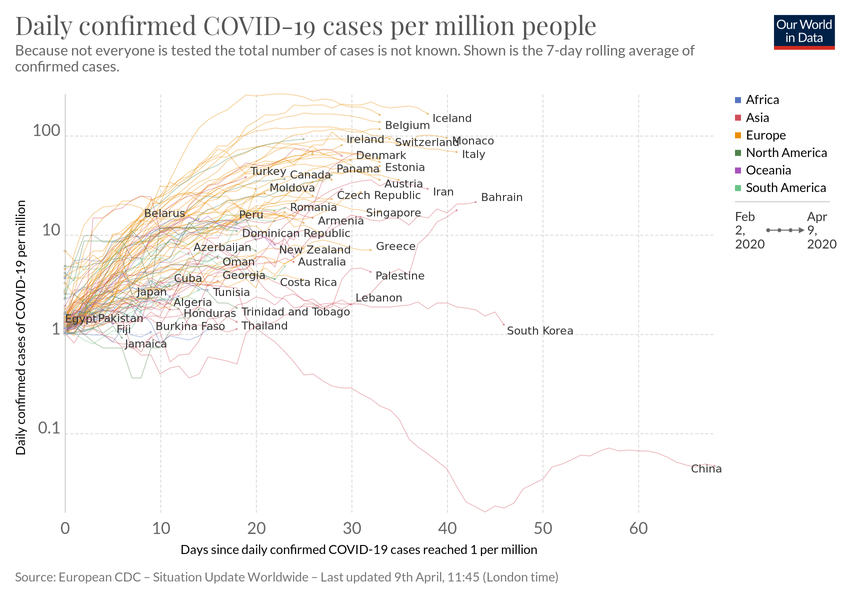 Daily confirmed COVID-19 cases per million people
Because not everyone is tested the total number of cases is not known. Shown is the 7-day rolling average of
confirmed cases.
Our World
in Data
Daily confirmed cases of COVID-19 per million
100
10
1
0.1
0
10
20
30
40
50
60
Days since daily confirmed COVID-19 cases reached 1 per million
Iceland
Belgium
Ireland
Switzerland
Monaco
Denmark
Italy
Turkey
Canada
Panama
Estonia
Moldova
Austria
Iran
Czech Republic
Bahrain
Belarus
Peru
Romania
Singapore
Armenia
Dominican Republic
Azerbaijan
New Zealand
Greece
Oman
Australia
Cuba
Georgia
Costa Rica
Palestine
Japan
Tunisia
Algeria
Lebanon
Honduras
Trinidad and Tobago
Egypt
Pakistan
Fiji
Burkina Faso
Thailand
South Korea
Jamaica
China
Africa
Asia
Europe
North America
Oceania
South America
Feb
2,
2020
Apr
9,
2020
Source: European CDC – Situation Update Worldwide – Last updated 9th April, 11:45 (London time)